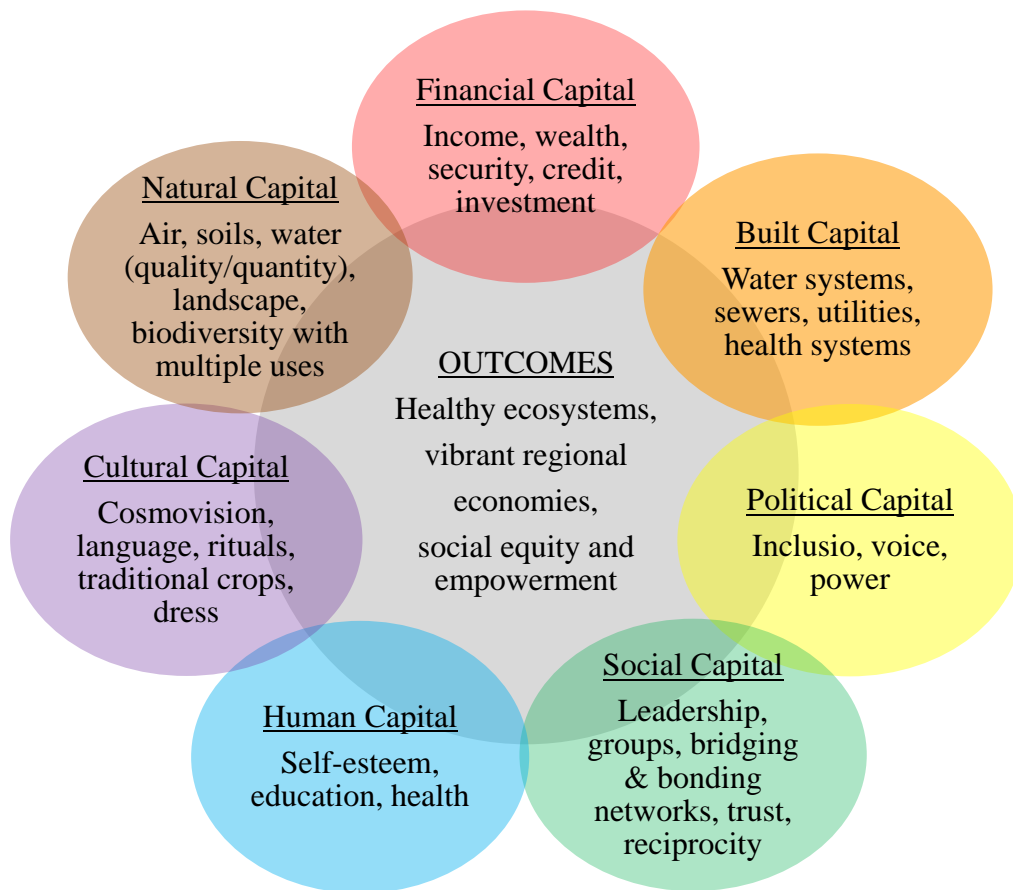 Financial Capital
Income, wealth,
security, credit,
investment
Natural Capital
Air, soils, water
(quality/quantity),
landscape,
biodiversity with
multiple uses
Built Capital
Water systems,
sewers, utilities,
health systems
OUTCOMES
Healthy ecosystems,
vibrant regional
economies,
social equity and
empowerment
Cultural Capital
Cosmovision,
language, rituals,
traditional crops,
dress
Political Capital
Inclusio, voice,
power
Human Capital
Self-esteem,
education, health
Social Capital
Leadership,
groups, bridging
& bonding
networks, trust,
reciprocity